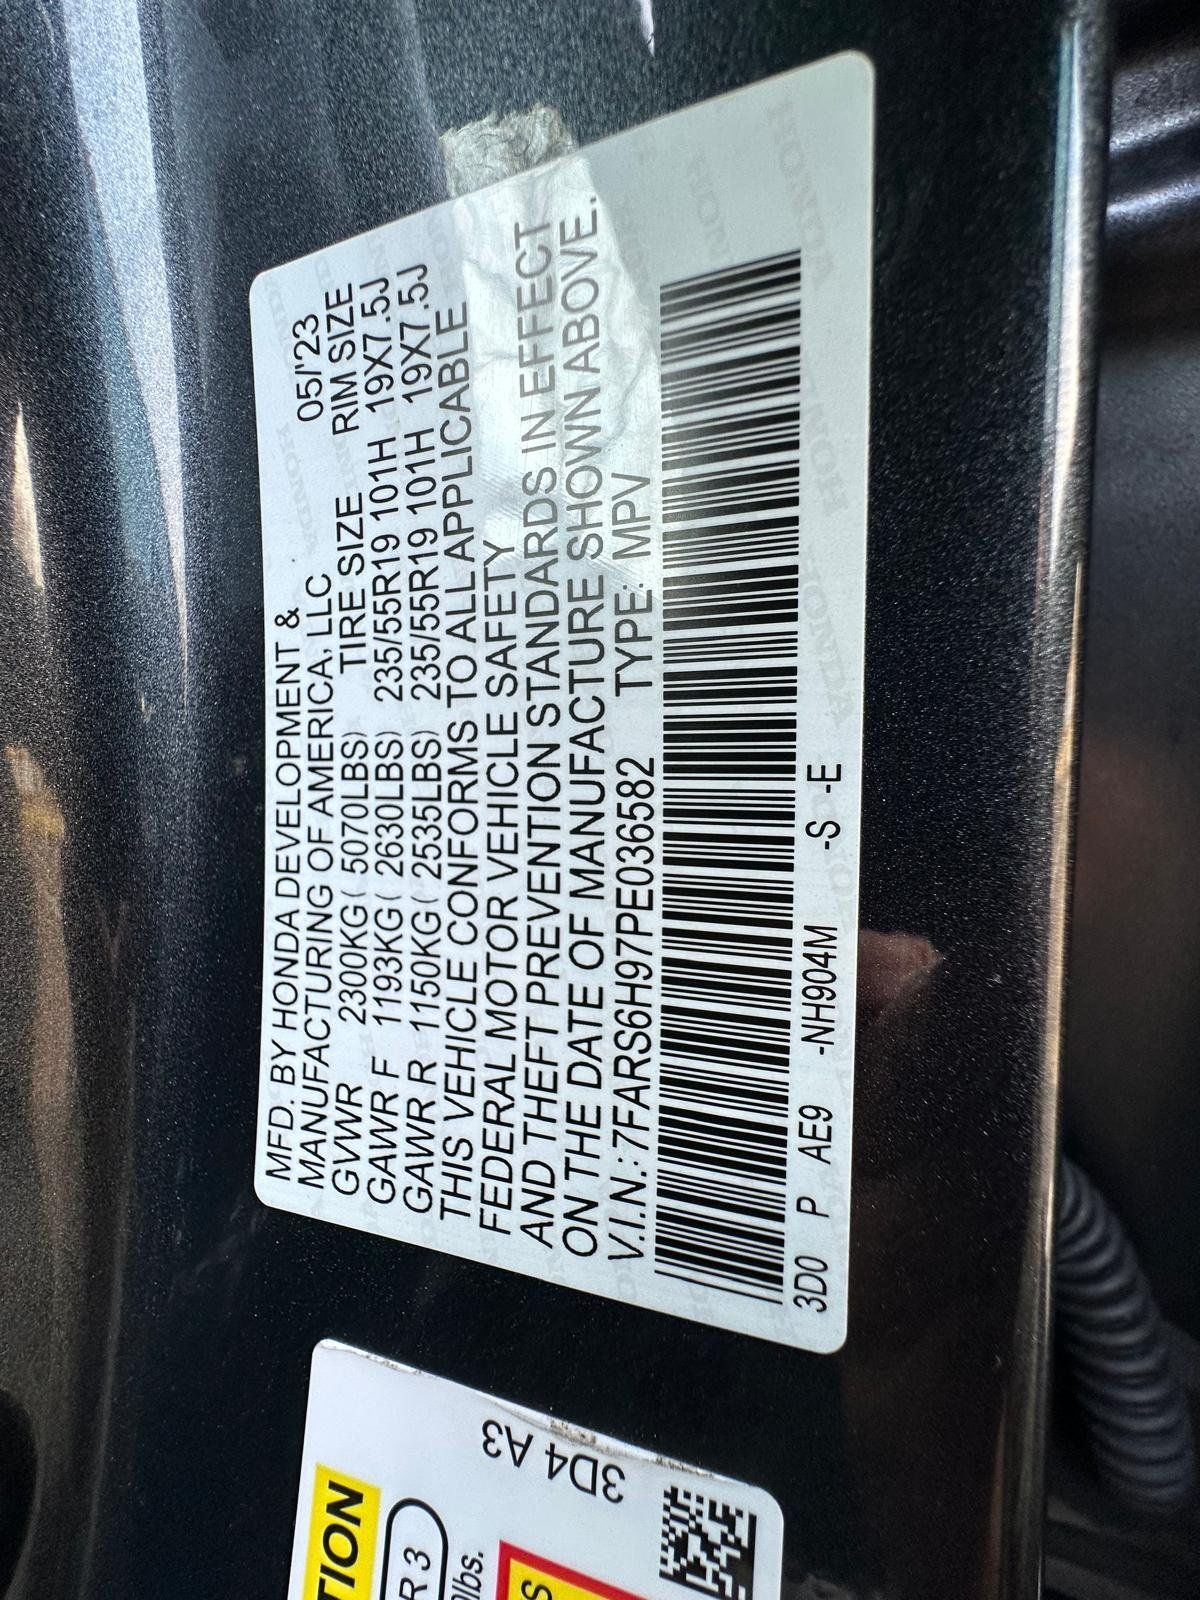 MFD. BY HONDA DEVELOPMENT &
MANUFACTURING OF AMERICA, LLC 05/'23
GVWR 2300KG( 5070LBS) TIRE SIZE RIM SIZE
GAWR F 1193KG( 2630LBS) 235/55R19 101H 19X7.5J
GAWR R 1150KG( 2535LBS) 235/55R19 101H 19X7.5J
THIS VEHICLE CONFORMS TO ALL APPLICABLE
FEDERAL MOTOR VEHICLE SAFETY
AND THEFT PREVENTION STANDARDS IN EFFECT
ON THE DATE OF MANUFACTURE SHOWN ABOVE.
V.I.N.: 7FARS6H97PE036582 TYPE: MPV
3D0 P AE9 -NH904M -S -E
3D4 A3
TION
R 3
lbs.
S